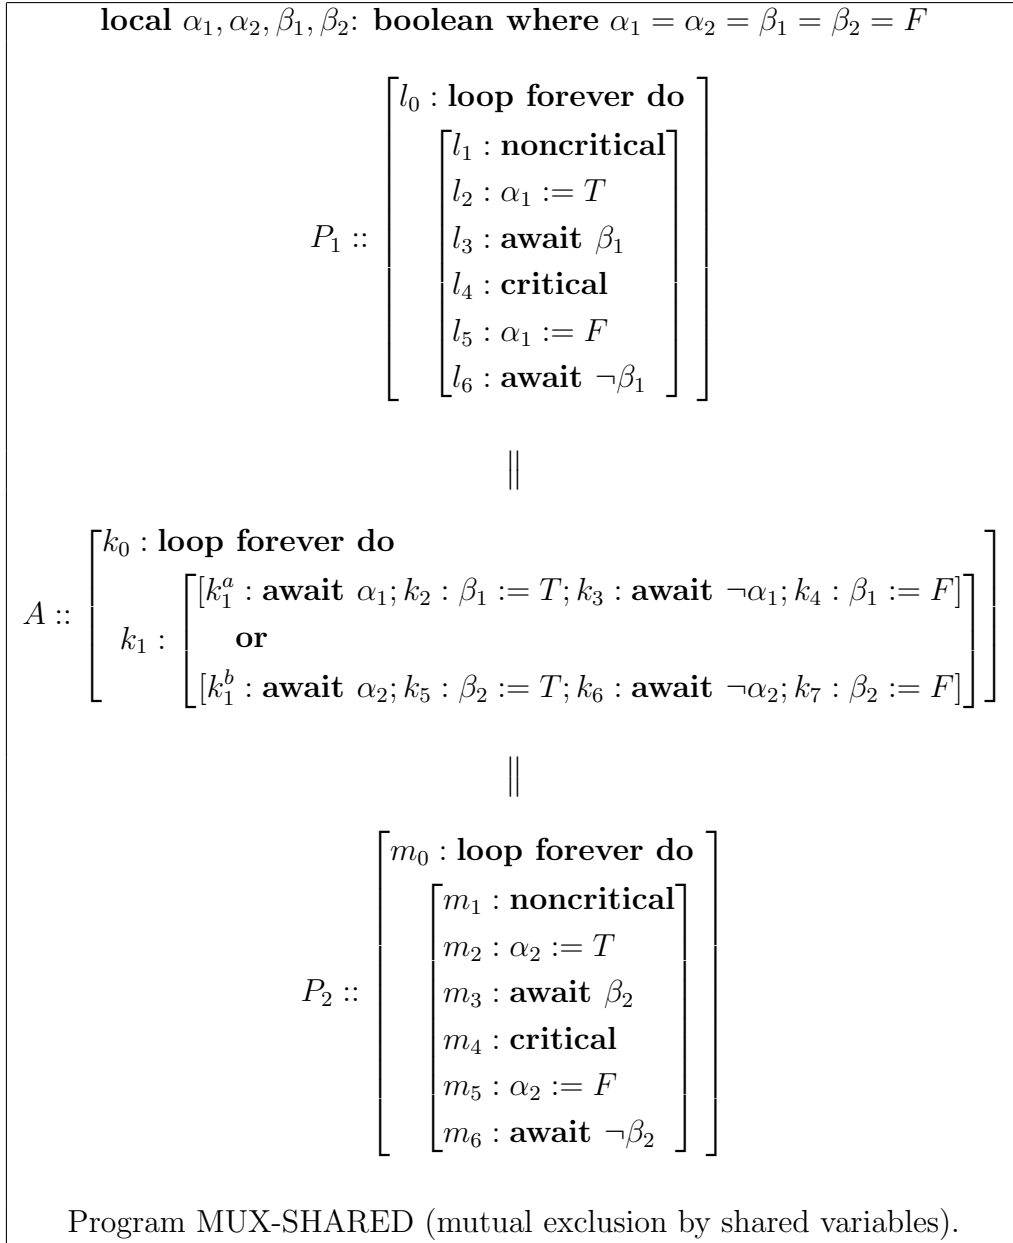 local α₁, α₂, β₁, β₂: boolean where α₁ = α₂ = β₁ = β₂ = F
l₀ : loop forever do
l₁ : noncritical
l₂ : α₁ := T
P₁ :: l₃ : await β₁
l₄ : critical
l₅ : α₁ := F
l₆ : await ¬β₁
||
k₀ : loop forever do
[k₁ᵃ : await α₁; k₂ : β₁ := T; k₃ : await ¬α₁; k₄ : β₁ := F]
A :: k₁ : or
[k₁ᵇ : await α₂; k₅ : β₂ := T; k₆ : await ¬α₂; k₇ : β₂ := F]
||
m₀ : loop forever do
m₁ : noncritical
m₂ : α₂ := T
P₂ :: m₃ : await β₂
m₄ : critical
m₅ : α₂ := F
m₆ : await ¬β₂
Program MUX-SHARED (mutual exclusion by shared variables).